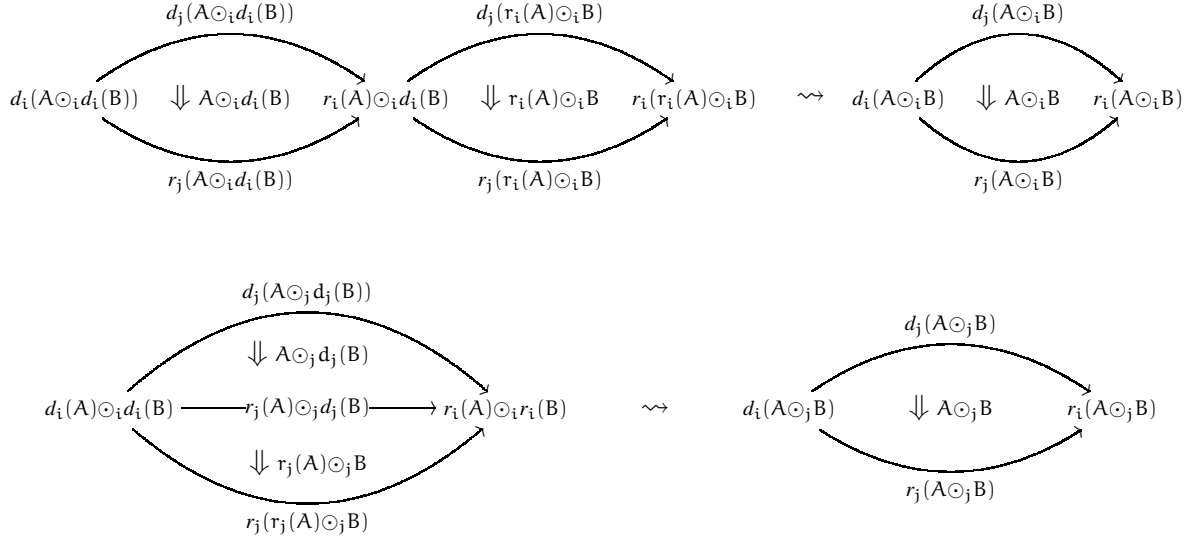 d_j(A⊙_i d_i(B)) d_j(r_i(A)⊙_i B) d_j(A⊙_i B)
d_i(A⊙_i d_i(B)) ⇓ A⊙_i d_i(B) r_i(A)⊙_i d_i(B) ⇓ r_i(A)⊙_i B r_i(r_i(A)⊙_i B) ⇝ d_i(A⊙_i B) ⇓ A⊙_i B r_i(A⊙_i B)
r_j(A⊙_i d_i(B)) r_j(r_i(A)⊙_i B) r_j(A⊙_i B)
d_j(A⊙_j d_j(B))
d_j(A⊙_j B)
⇓ A⊙_j d_j(B)
d_i(A)⊙_i d_i(B) r_j(A)⊙_j d_j(B) r_i(A)⊙_i r_i(B) ⇝ d_i(A⊙_j B) ⇓ A⊙_j B r_i(A⊙_j B)
⇓ r_j(A)⊙_j B
r_j(A⊙_j B)
r_j(r_j(A)⊙_j B)